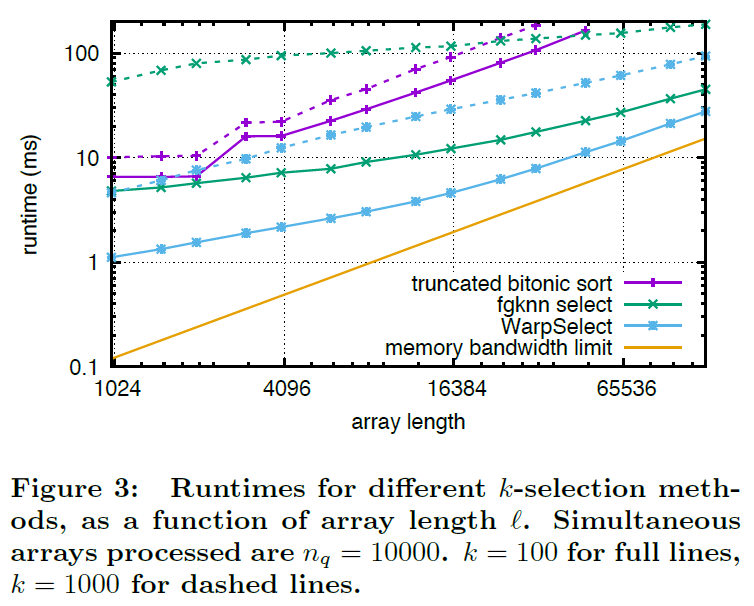 100
10
1
0.1
runtime (ms)
truncated bitonic sort
fgknn select
WarpSelect
memory bandwidth limit
1024 4096 16384 65536
array length
Figure 3: Runtimes for different k-selection meth-
ods, as a function of array length ℓ. Simultaneous
arrays processed are nq = 10000. k = 100 for full lines,
k = 1000 for dashed lines.